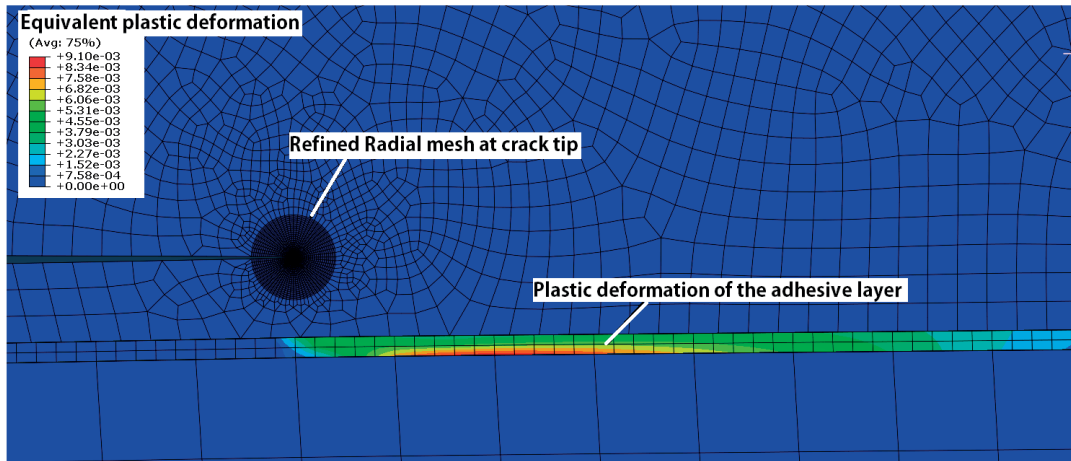 Equivalent plastic deformation
(Avg: 75%)
+9.10e-03
+8.34e-03
+7.58e-03
+6.82e-03
+6.06e-03
+5.31e-03
+4.55e-03
+3.79e-03
+3.03e-03
+2.27e-03
+1.52e-03
+7.58e-04
+0.00e+00
Refined Radial mesh at crack tip
Plastic deformation of the adhesive layer